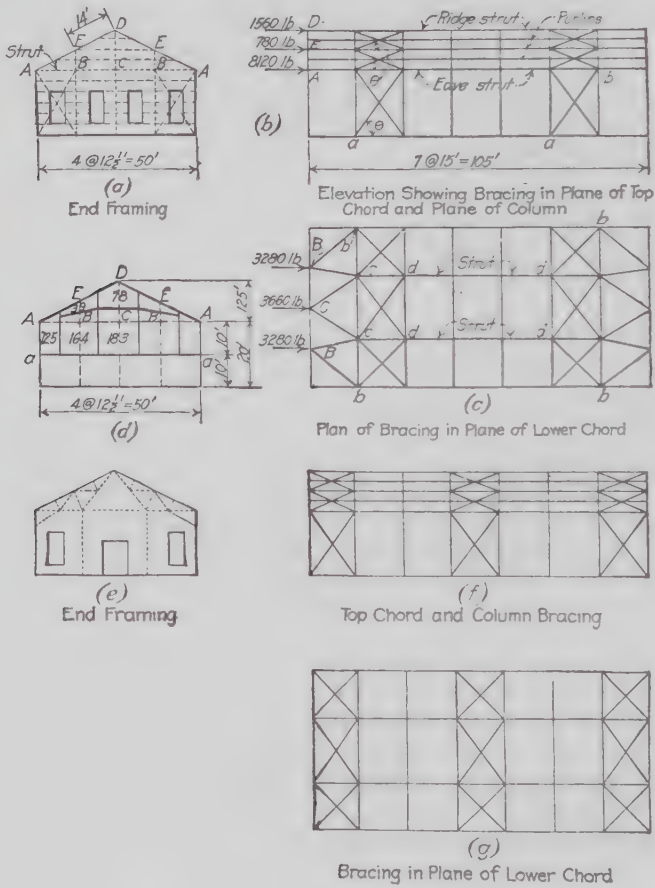 14'
Strut
D
E
E
A
B
C
B
A
4 @ 12½'=50'
(a)
End Framing
1560 lb
780 lb
8120 lb
D
E
A
Ridge strut
Purlins
Eave strut
θ
θ
b
a
a
7 @ 15'=105'
(b)
Elevation Showing Bracing in Plane of Top
Chord and Plane of Column
D
E
E
78
39
A
B
C
B
A
125
164
183
a
a
10'
10'
20'
12.5'
4 @ 12½'=50'
(d)
3280 lb
3660 lb
3280 lb
B
C
B
b
b
c
d
Strut
d
c
d
Strut
d
b
b
(c)
Plan of Bracing in Plane of Lower Chord
(e)
End Framing
(f)
Top Chord and Column Bracing
(g)
Bracing in Plane of Lower Chord